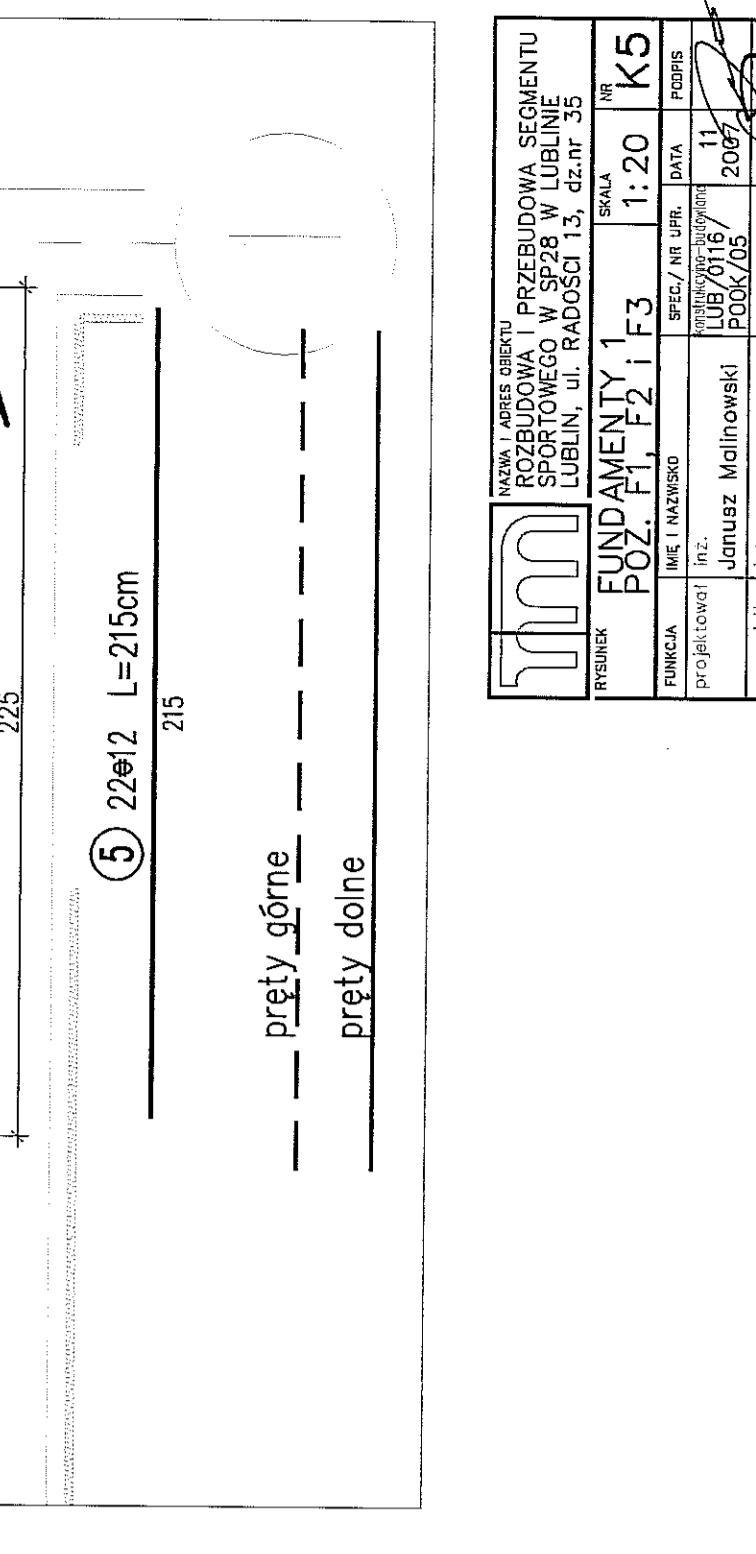 225
5 22ø12 L=215cm
215
pręty górne
pręty dolne
NAZWA I ADRES OBIEKTU
ROZBUDOWA I PRZEBUDOWA SEGMENTU
SPORTOWEGO W SP28 W LUBLINIE
LUBLIN, ul. RADOŚCI 13, dz.nr 35
RYSUNEK
FUNDAMENTY 1
POZ. F1, F2 i F3
SKALA
1:20
NR
K5
FUNKCJA IMIĘ I NAZWISKO SPEC./ NR UPR. DATA PODPIS
projektował inż.
Janusz Malinowski
konstrukcyjno-budowlana
LUB/0116/
POOK/05
11
2007